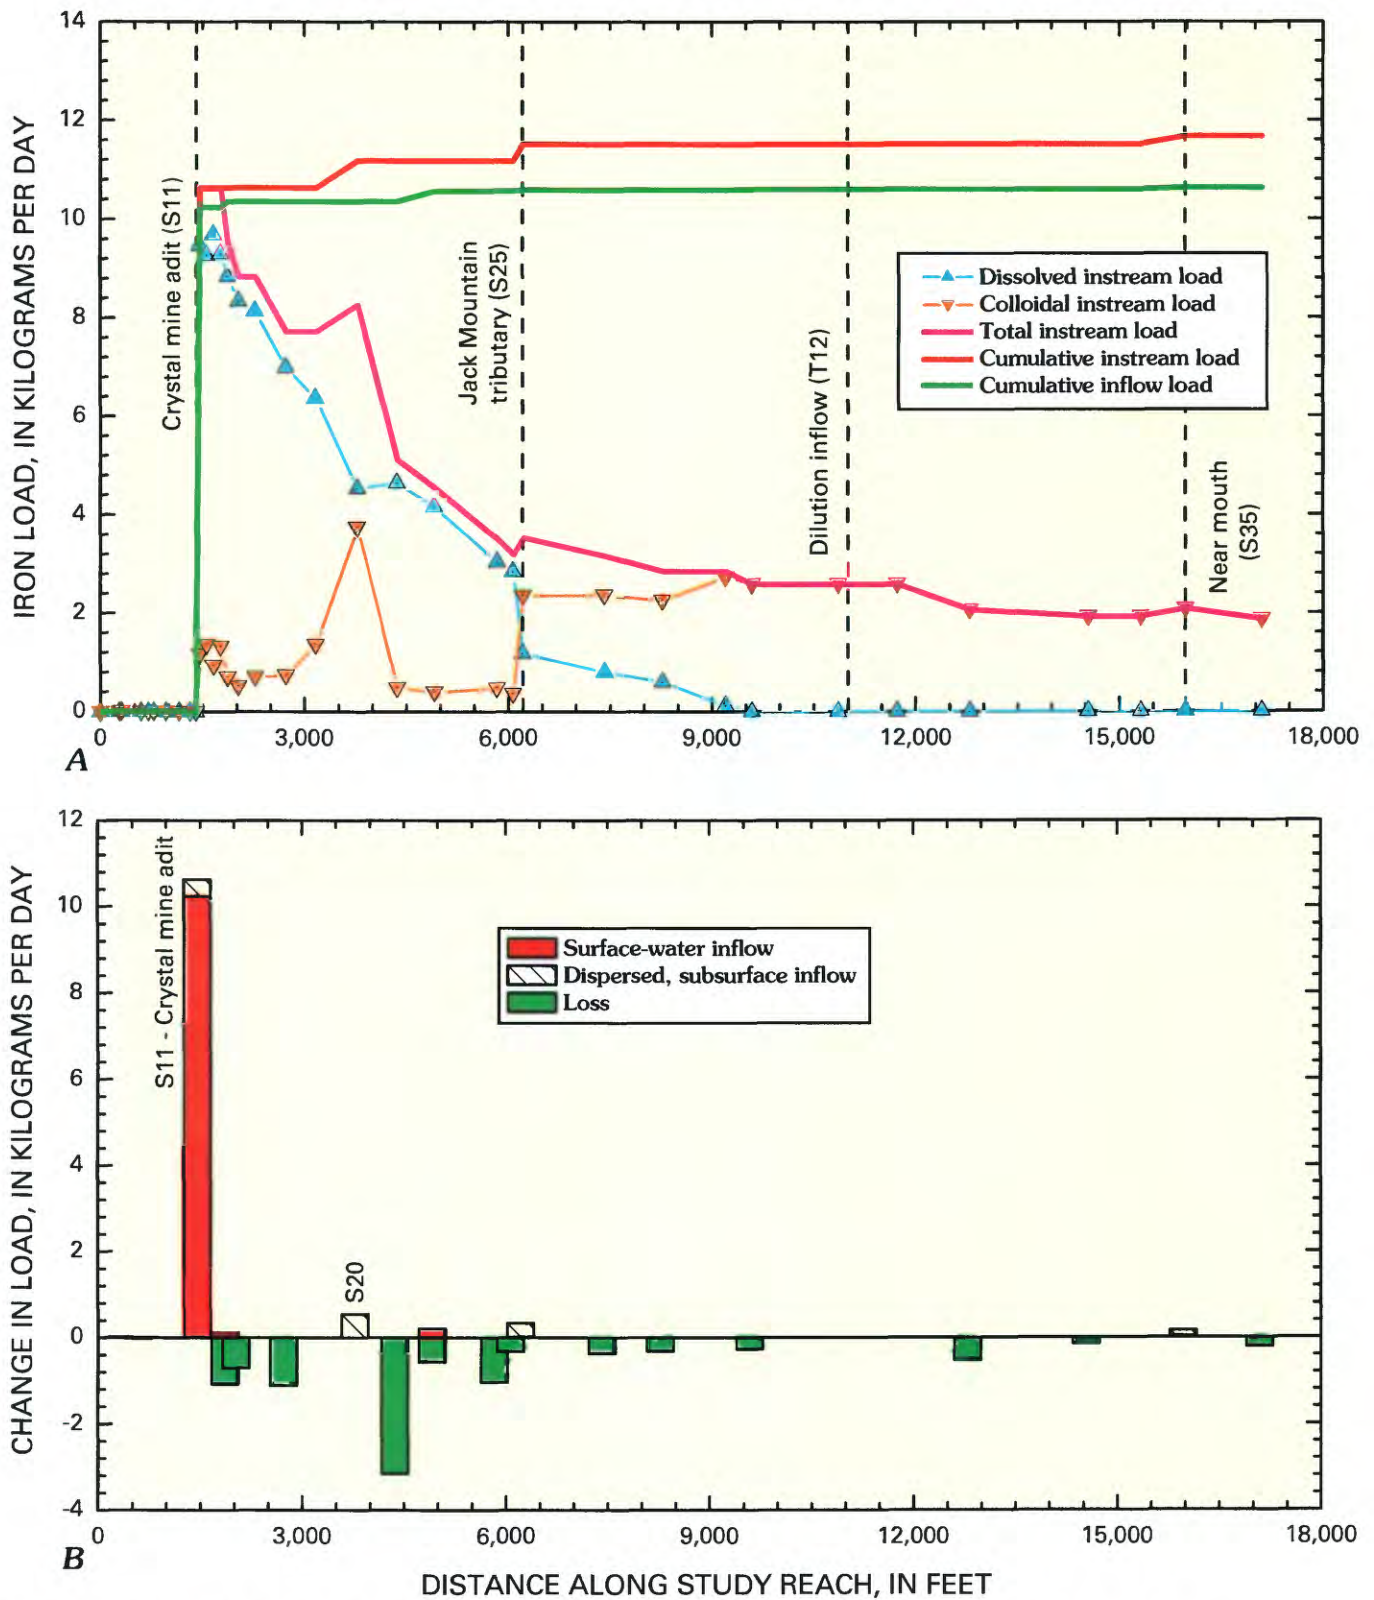 14
12
10
8
6
4
2
0
IRON LOAD, IN KILOGRAMS PER DAY
Crystal mine adit (S11)
Jack Mountain
tributary (S25)
Dilution inflow (T12)
Near mouth
(S35)
Dissolved instream load
Colloidal instream load
Total instream load
Cumulative instream load
Cumulative inflow load
0
3,000
6,000
9,000
12,000
15,000
18,000
A
12
10
8
6
4
2
0
-2
-4
CHANGE IN LOAD, IN KILOGRAMS PER DAY
S11 - Crystal mine adit
S20
Surface-water inflow
Dispersed, subsurface inflow
Loss
0
3,000
6,000
9,000
12,000
15,000
18,000
B
DISTANCE ALONG STUDY REACH, IN FEET